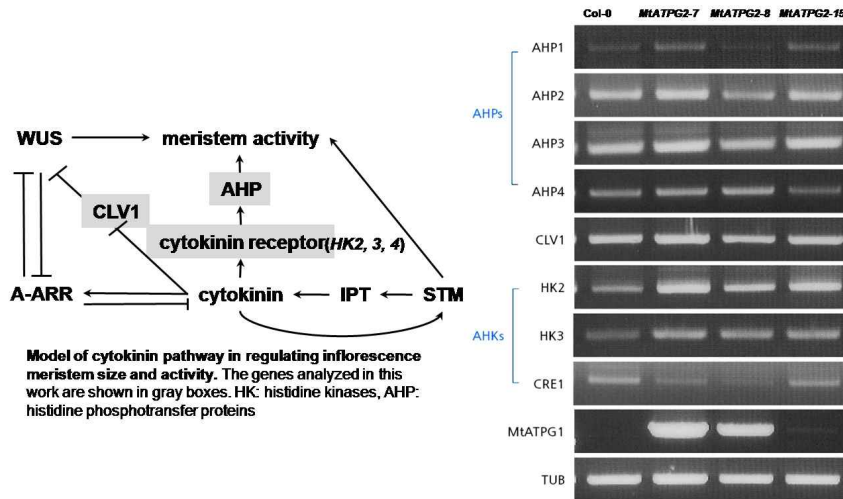 WUS
meristem activity
AHP
CLV1
cytokinin receptor(HK2, 3, 4)
A-ARR
cytokinin
IPT
STM
Model of cytokinin pathway in regulating inflorescence
meristem size and activity. The genes analyzed in this
work are shown in gray boxes. HK: histidine kinases, AHP:
histidine phosphotransfer proteins
Col-0 MtATPG2-7 MtATPG2-8 MtATPG2-15
AHPs
AHP1
AHP2
AHP3
AHP4
CLV1
AHKs
HK2
HK3
CRE1
MtATPG1
TUB